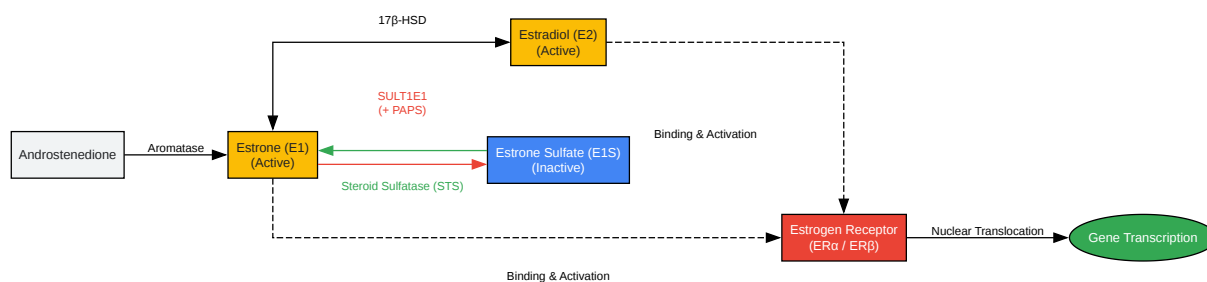 17β-HSD
Estradiol (E2)
(Active)
SULT1E1
(+ PAPS)
Androstenedione
Aromatase
Estrone (E1)
(Active)
Estrone Sulfate (E1S)
(Inactive)
Binding & Activation
Steroid Sulfatase (STS)
Estrogen Receptor
(ERα / ERβ)
Nuclear Translocation
Gene Transcription
Binding & Activation